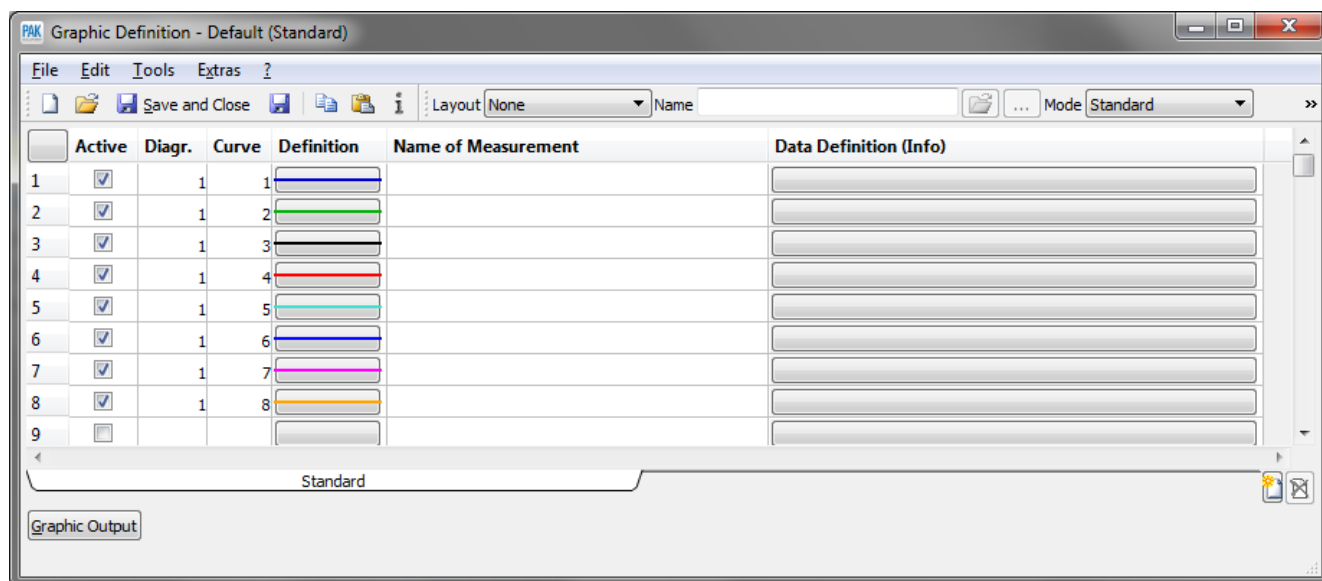 PAK Graphic Definition - Default (Standard)
File Edit Tools Extras ?
Save and Close Layout None Name ... Mode Standard »
Active Diagr. Curve Definition Name of Measurement Data Definition (Info)
1 1 1
2 1 2
3 1 3
4 1 4
5 1 5
6 1 6
7 1 7
8 1 8
9
Standard
Graphic Output